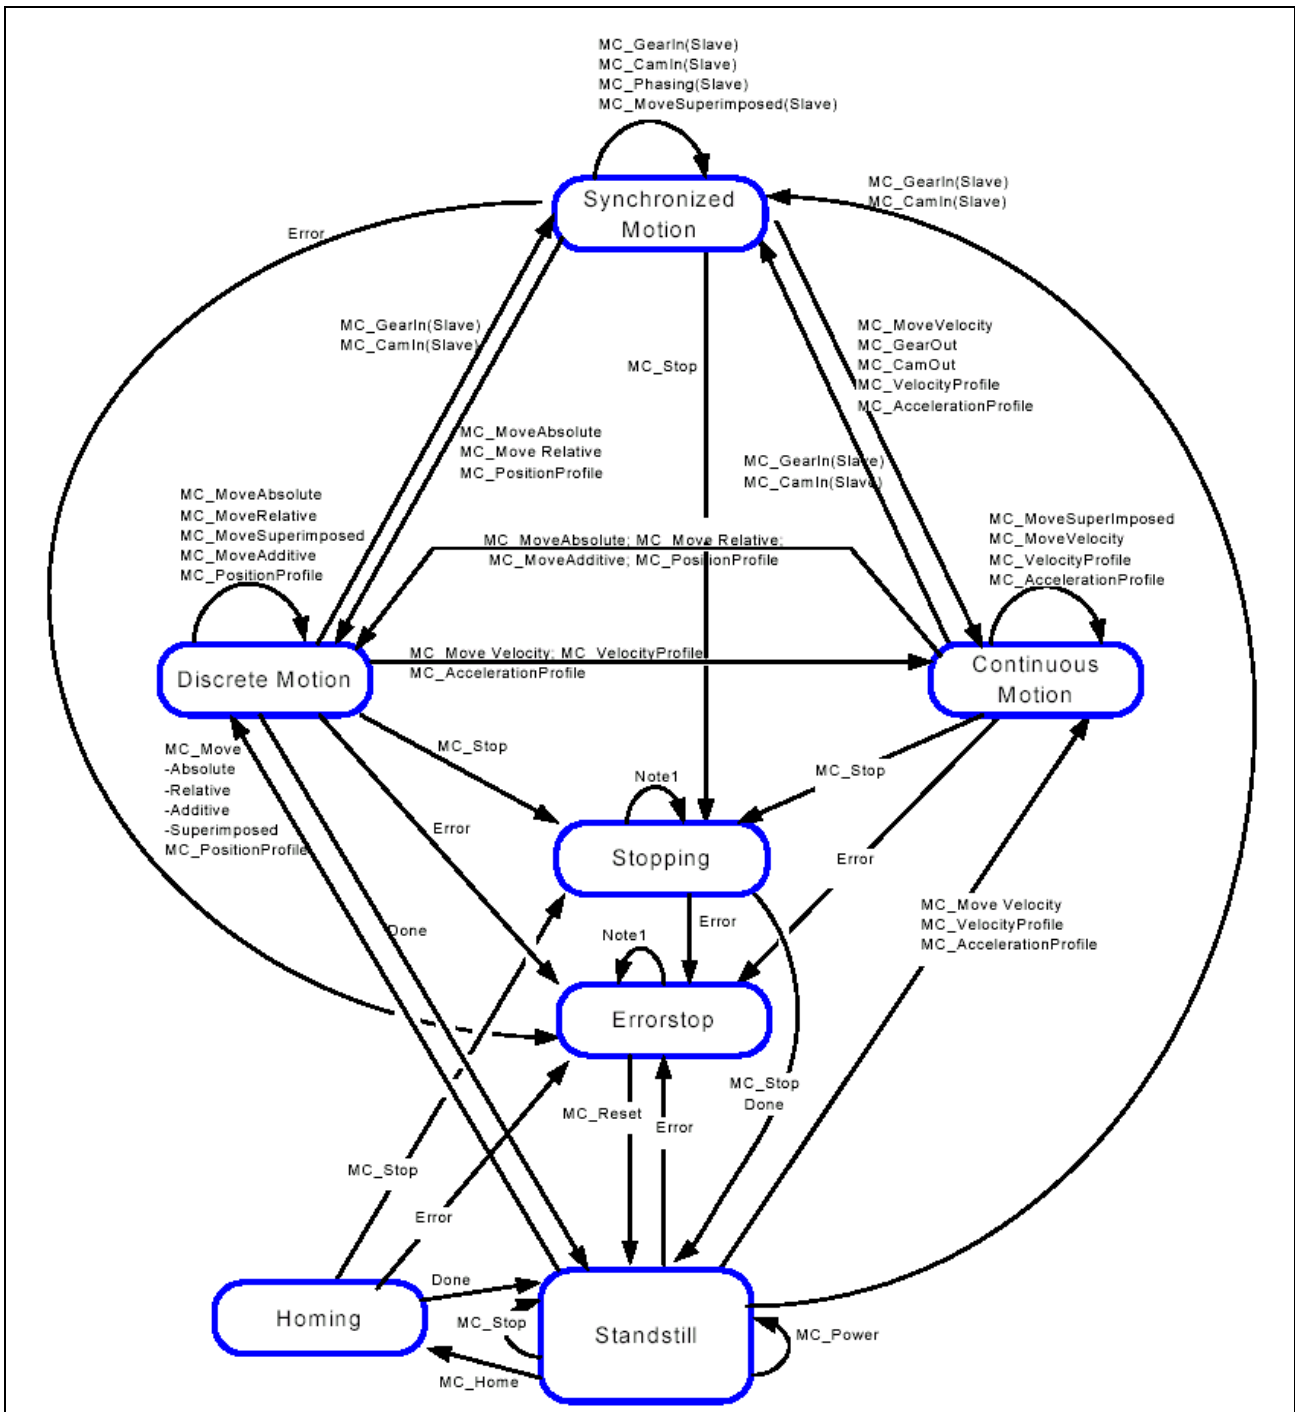 MC_GearIn(Slave)
MC_CamIn(Slave)
MC_Phasing(Slave)
MC_MoveSuperimposed(Slave)
Synchronized
Motion
MC_GearIn(Slave)
MC_CamIn(Slave)
Error
MC_GearIn(Slave)
MC_CamIn(Slave)
MC_Stop
MC_MoveVelocity
MC_GearOut
MC_CamOut
MC_VelocityProfile
MC_AccelerationProfile
MC_MoveAbsolute
MC_Move Relative
MC_PositionProfile
MC_GearIn(Slave)
MC_CamIn(Slave)
MC_MoveAbsolute
MC_MoveRelative
MC_MoveSuperimposed
MC_MoveAdditive
MC_PositionProfile
MC_MoveSuperImposed
MC_MoveVelocity
MC_VelocityProfile
MC_AccelerationProfile
MC_MoveAbsolute; MC_Move Relative;
MC_MoveAdditive; MC_PositionProfile
Discrete Motion
MC_Move Velocity; MC_VelocityProfile
MC_AccelerationProfile
Continuous
Motion
MC_Move
-Absolute
-Relative
-Additive
-Superimposed
MC_PositionProfile
MC_Stop
Note1
MC_Stop
Error
Stopping
Error
Done
Note1
Error
MC_Move Velocity
MC_VelocityProfile
MC_AccelerationProfile
Errorstop
MC_Stop
Done
MC_Reset
Error
MC_Stop
Error
Done
Homing
MC_Stop
Standstill
MC_Power
MC_Home